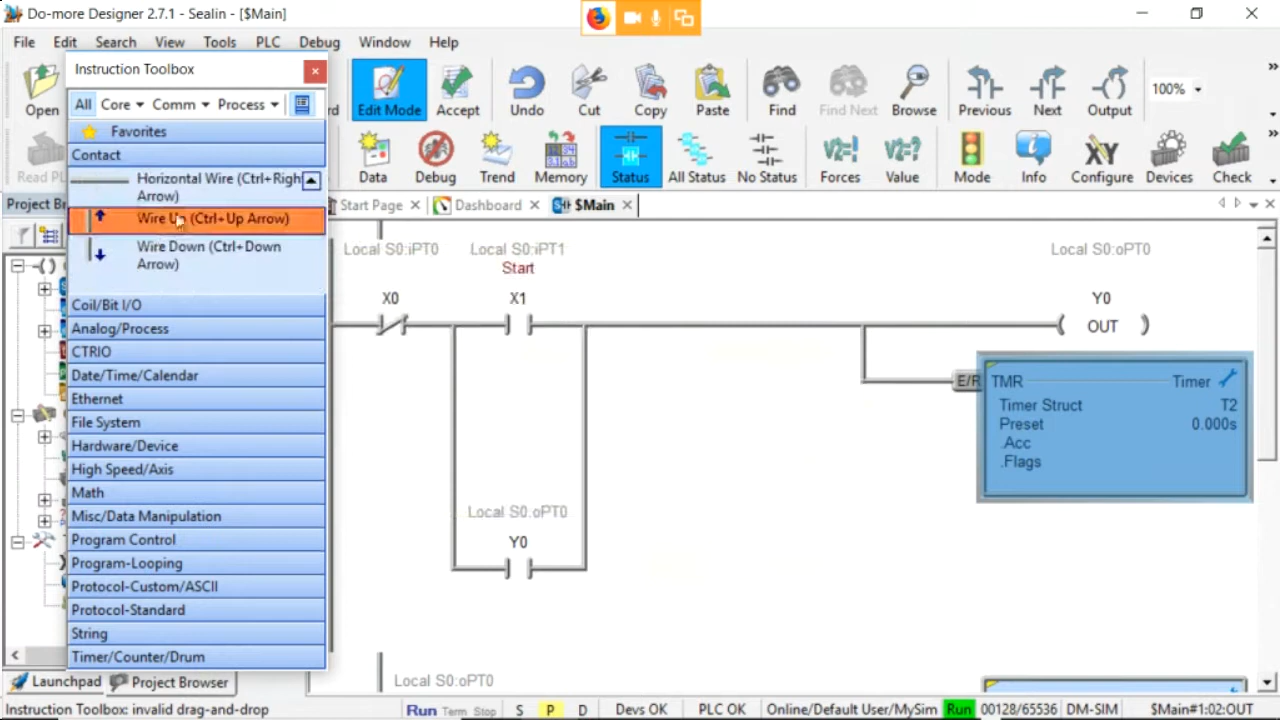 Do-more Designer 2.7.1 - Sealin - [$Main]
File Edit Search View Tools PLC Debug Window Help
Instruction Toolbox
Open Edit Mode Accept Undo Cut Copy Paste Find Find Next Browse Previous Next Output 100%
All Core Comm Process
Favorites
Contact
Read PL Data Debug Trend Memory Status All Status No Status Forces Value Mode Info Configure Devices Check
Horizontal Wire (Ctrl+Righ
Arrow)
Project Br Start Page Dashboard $Main
Wire Up (Ctrl+Up Arrow)
Wire Down (Ctrl+Down
Arrow)
Local S0:iPT0 Local S0:iPT1 Local S0:oPT0
Start
X0 X1 Y0
Coil/Bit I/O
OUT
Analog/Process
CTRIO
Date/Time/Calendar
E/R TMR Timer
Ethernet
Timer Struct T2
File System
Preset 0.000s
.Acc
Hardware/Device
.Flags
High Speed/Axis
Math
Misc/Data Manipulation
Local S0:oPT0
Program Control
Y0
Program-Looping
Protocol-Custom/ASCII
Protocol-Standard
String
Timer/Counter/Drum
Launchpad Project Browser
Local S0:oPT0
Instruction Toolbox: invalid drag-and-drop Run Term Stop S P D Devs OK PLC OK Online/Default User/MySim Run 00128/65536 DM-SIM $Main#1:02:OUT